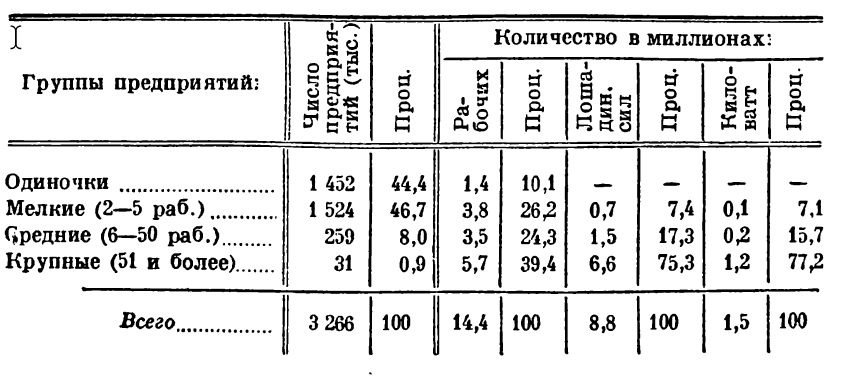 Количество в миллионах:
Группы предприятий:
Число предприятий (тыс.)
Проц.
Рабочих
Проц.
Лошадин. сил
Проц.
Киловатт
Проц.
Одиночки ........................ 1 452 44,4 1,4 10,1 — — — —
Мелкие (2—5 раб.) ............ 1 524 46,7 3,8 26,2 0,7 7,4 0,1 7,1
Средние (6—50 раб.)........ 259 8,0 3,5 24,3 1,5 17,3 0,2 15,7
Крупные (51 и более)...... 31 0,9 5,7 39,4 6,6 75,3 1,2 77,2
Всего............... 3 266 100 14,4 100 8,8 100 1,5 100